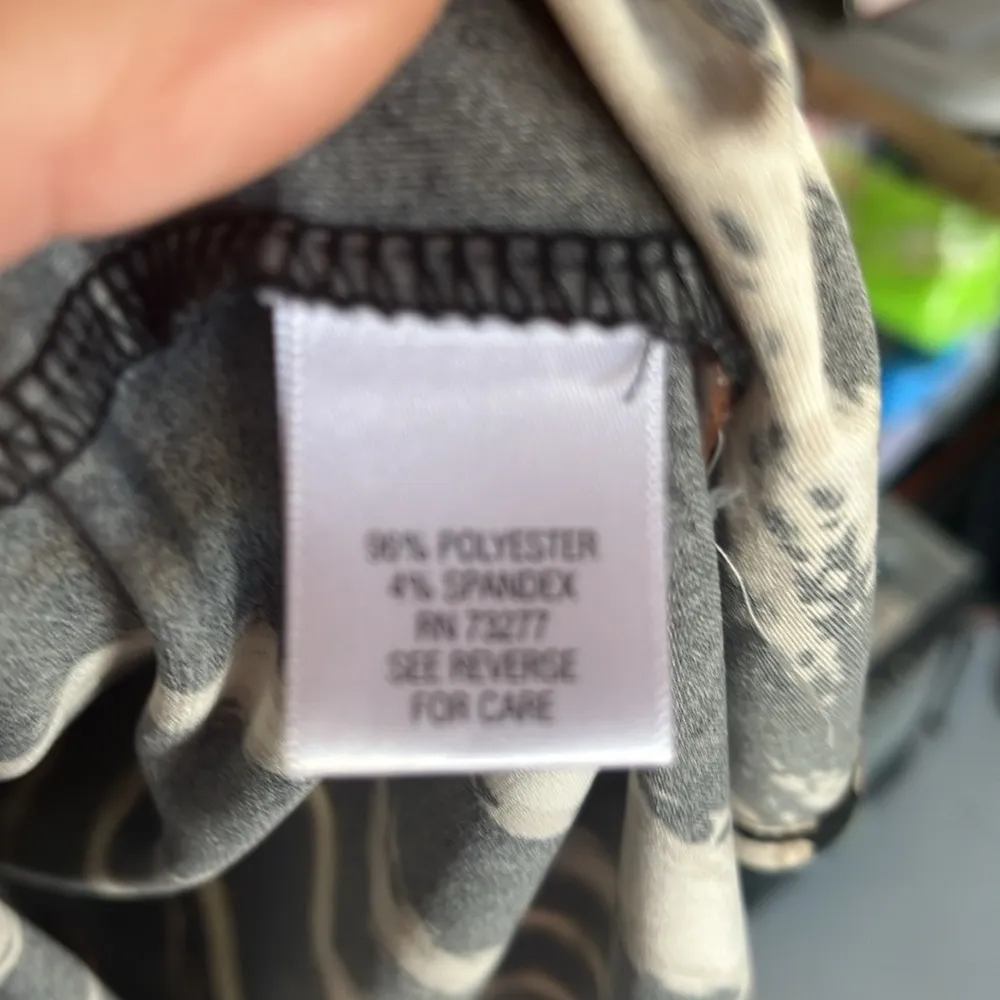 96% POLYESTER
4% SPANDEX
RN 73277
SEE REVERSE
FOR CARE